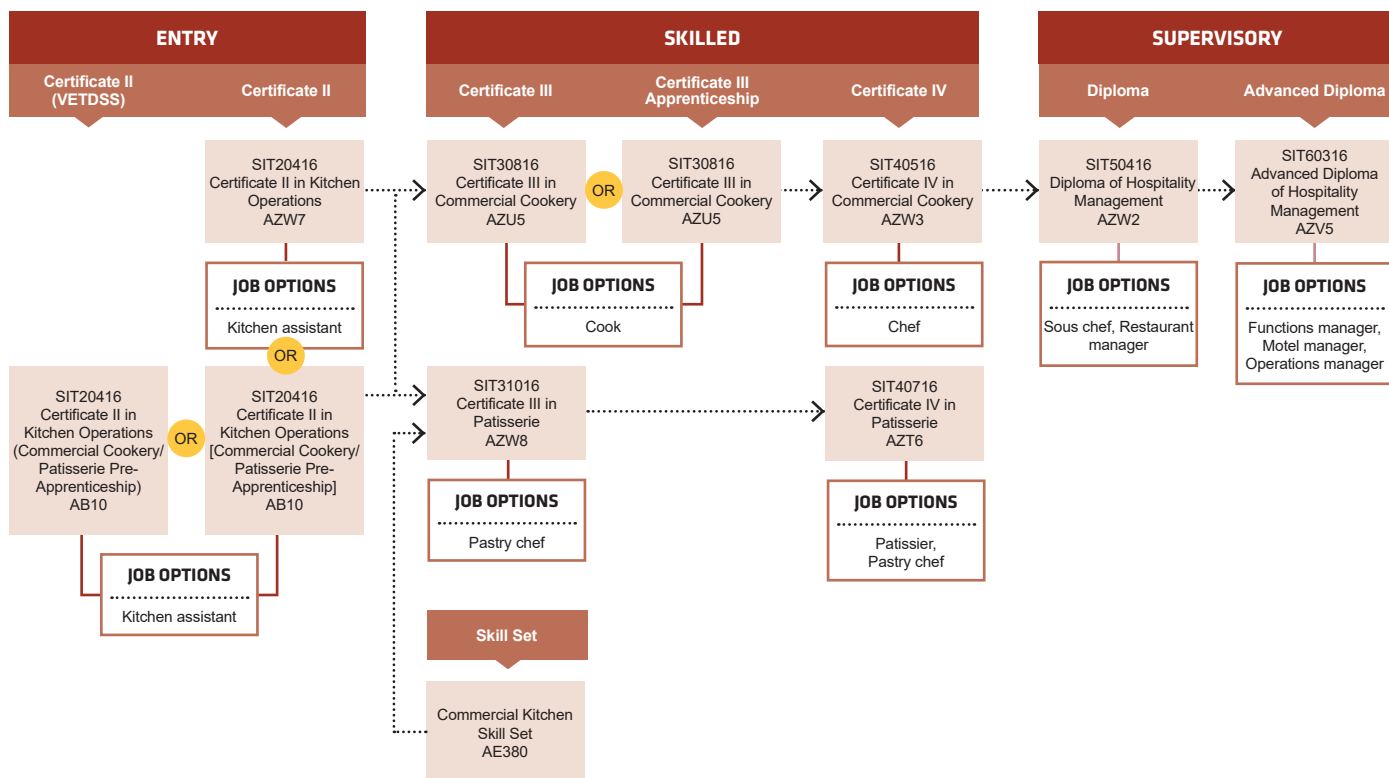 ENTRY
SKILLED
SUPERVISORY
Certificate II
(VETDSS)
Certificate II
Certificate III
Certificate III
Apprenticeship
Certificate IV
Diploma
Advanced Diploma
SIT20416
Certificate II in Kitchen
Operations
AZW7
SIT30816
Certificate III in
Commercial Cookery
AZU5
OR
SIT30816
Certificate III in
Commercial Cookery
AZU5
SIT40516
Certificate IV in
Commercial Cookery
AZW3
SIT50416
Diploma of Hospitality
Management
AZW2
SIT60316
Advanced Diploma
of Hospitality
Management
AZV5
JOB OPTIONS
Kitchen assistant
JOB OPTIONS
Cook
JOB OPTIONS
Chef
JOB OPTIONS
Sous chef, Restaurant
manager
JOB OPTIONS
Functions manager,
Motel manager,
Operations manager
OR
SIT20416
Certificate II in
Kitchen Operations
(Commercial Cookery/
Patisserie Pre-
Apprenticeship)
AB10
OR
SIT20416
Certificate II in
Kitchen Operations
[Commercial Cookery/
Patisserie Pre-
Apprenticeship]
AB10
SIT31016
Certificate III in
Patisserie
AZW8
SIT40716
Certificate IV in
Patisserie
AZT6
JOB OPTIONS
Kitchen assistant
JOB OPTIONS
Pastry chef
JOB OPTIONS
Patissier,
Pastry chef
Skill Set
Commercial Kitchen
Skill Set
AE380